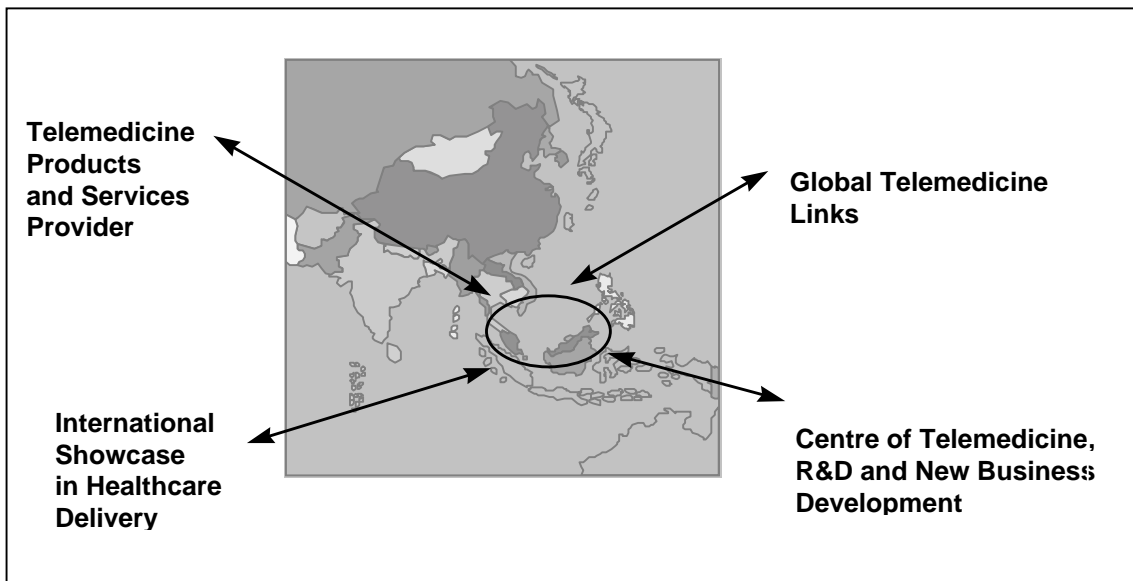 Telemedicine
Products
and Services
Provider
Global Telemedicine
Links
International
Showcase
in Healthcare
Delivery
Centre of Telemedicine,
R&D and New Business
Development